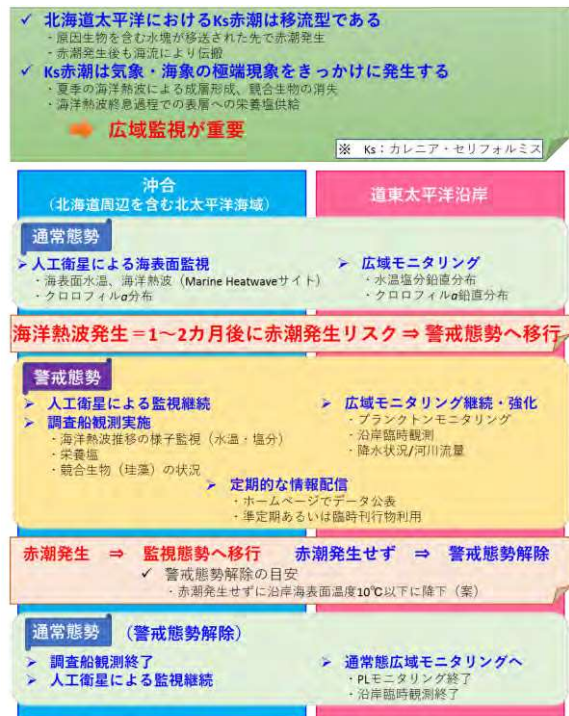 ✓ 北海道太平洋におけるKs赤潮は移流型である
・原因生物を含む水塊が移送された先で赤潮発生
・赤潮発生後も海流により伝搬
✓ Ks赤潮は気象・海象の極端現象をきっかけに発生する
・夏季の海洋熱波による成層形成、競合生物の消失
・海洋熱波終息過程での表層への栄養塩供給
➡ 広域監視が重要
※ Ks：カレニア・セリフォルミス
沖合
（北海道周辺を含む北太平洋海域）
道東太平洋沿岸
通常態勢
➢人工衛星による海表面監視
・海表面水温、海洋熱波（Marine Heatwaveサイト）
・クロロフィルa分布
➢ 広域モニタリング
・水温塩分鉛直分布
・クロロフィルa鉛直分布
海洋熱波発生＝1～2カ月後に赤潮発生リスク ⇒ 警戒態勢へ移行
警戒態勢
➢ 人工衛星による監視継続
➢ 調査船観測実施
・海洋熱波推移の様子監視（水温・塩分）
・栄養塩
・競合生物（珪藻）の状況
➢ 広域モニタリング継続・強化
・プランクトンモニタリング
・沿岸臨時観測
・降水状況/河川流量
➢ 定期的な情報配信
・ホームページでデータ公表
・準定期あるいは臨時刊行物利用
赤潮発生 ⇒ 監視態勢へ移行 赤潮発生せず ⇒ 警戒態勢解除
✓ 警戒態勢解除の目安
・赤潮発生せずに沿岸海表面温度10℃以下に降下（案）
通常態勢 （警戒態勢解除）
➢ 調査船観測終了
➢ 人工衛星による監視継続
➢ 通常態広域モニタリングへ
・PLモニタリング終了
・沿岸臨時観測終了